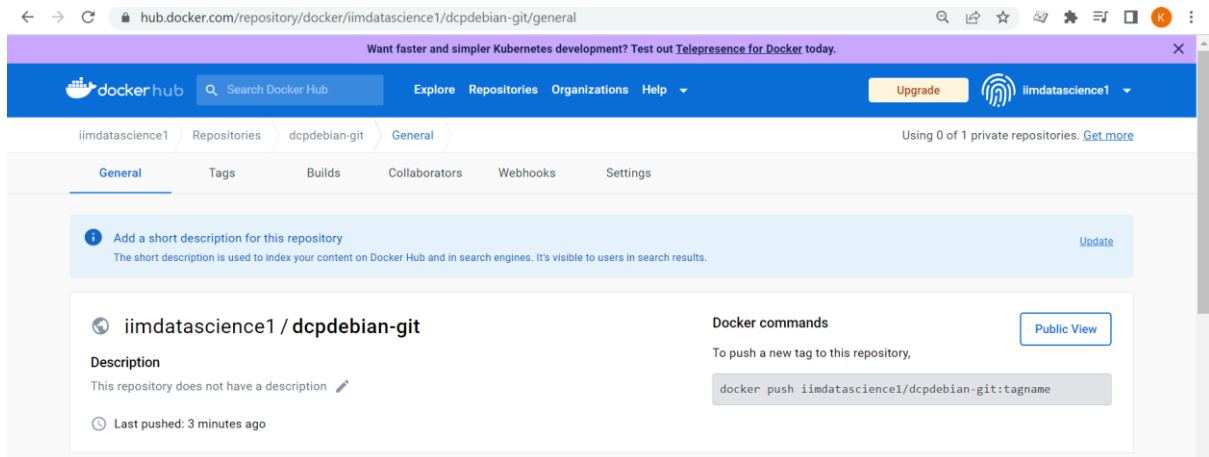 hub.docker.com/repository/docker/iimdatascience1/dcpdebian-git/general
K
Want faster and simpler Kubernetes development? Test out Telepresence for Docker today.
dockerhub Search Docker Hub Explore Repositories Organizations Help Upgrade iimdatascience1
iimdatascience1 Repositories dcpdebian-git General Using 0 of 1 private repositories. Get more
General Tags Builds Collaborators Webhooks Settings
Add a short description for this repository Update
The short description is used to index your content on Docker Hub and in search engines. It's visible to users in search results.
iimdatascience1 / dcpdebian-git
Description
This repository does not have a description
Last pushed: 3 minutes ago
Docker commands
Public View
To push a new tag to this repository,
docker push iimdatascience1/dcpdebian-git:tagname